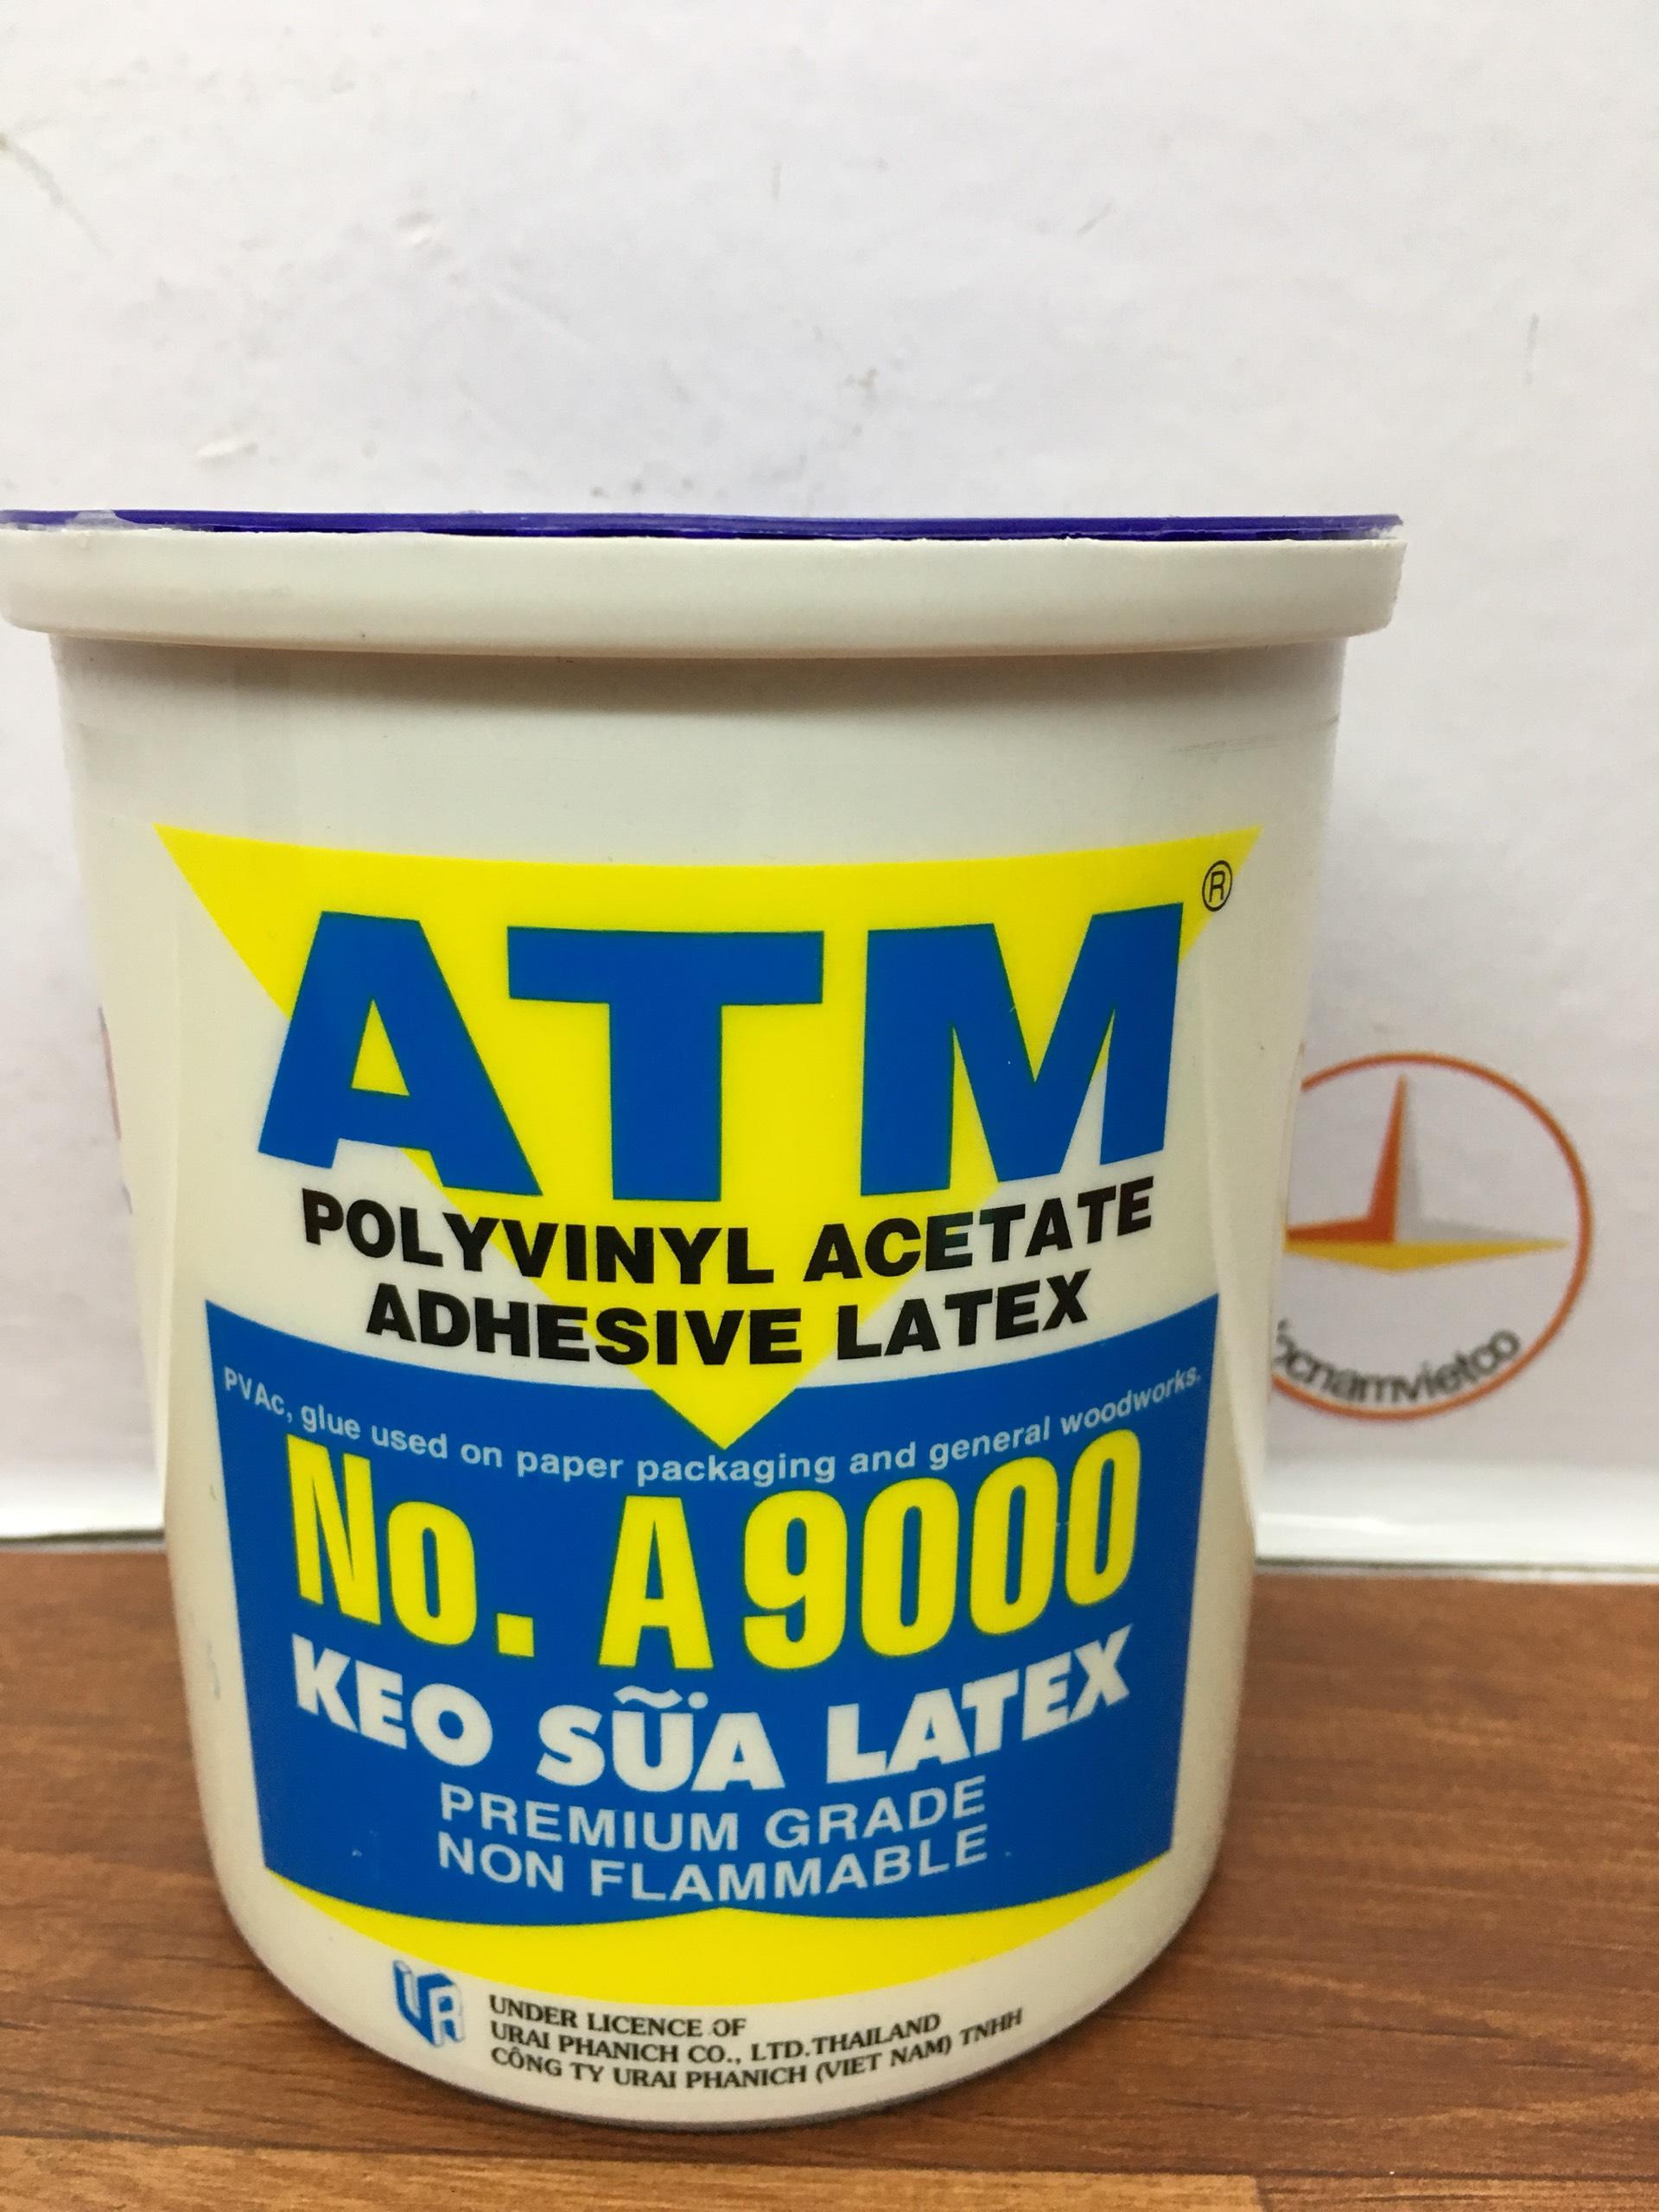 ATM®
POLYVINYL ACETATE
ADHESIVE LATEX
PVAc, glue used on paper packaging and general woodworks.
No. A9000
KEO SỮA LATEX
PREMIUM GRADE
NON FLAMMABLE
UNDER LICENCE OF
URAI PHANICH CO., LTD.THAILAND
CÔNG TY URAI PHANICH (VIET NAM) TNHH